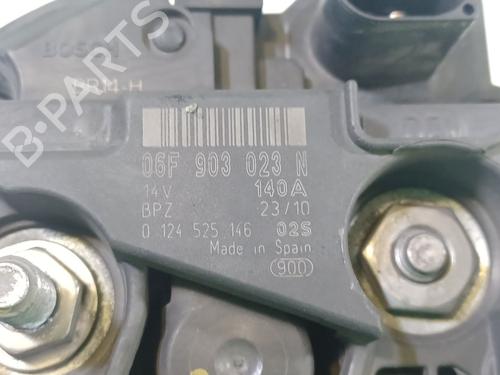 BOSCH
ER14-H
B-PARTS
06F 903 023 N
14V 140A
BPZ 23/10
0 124 525 146 02S
Made in Spain
900